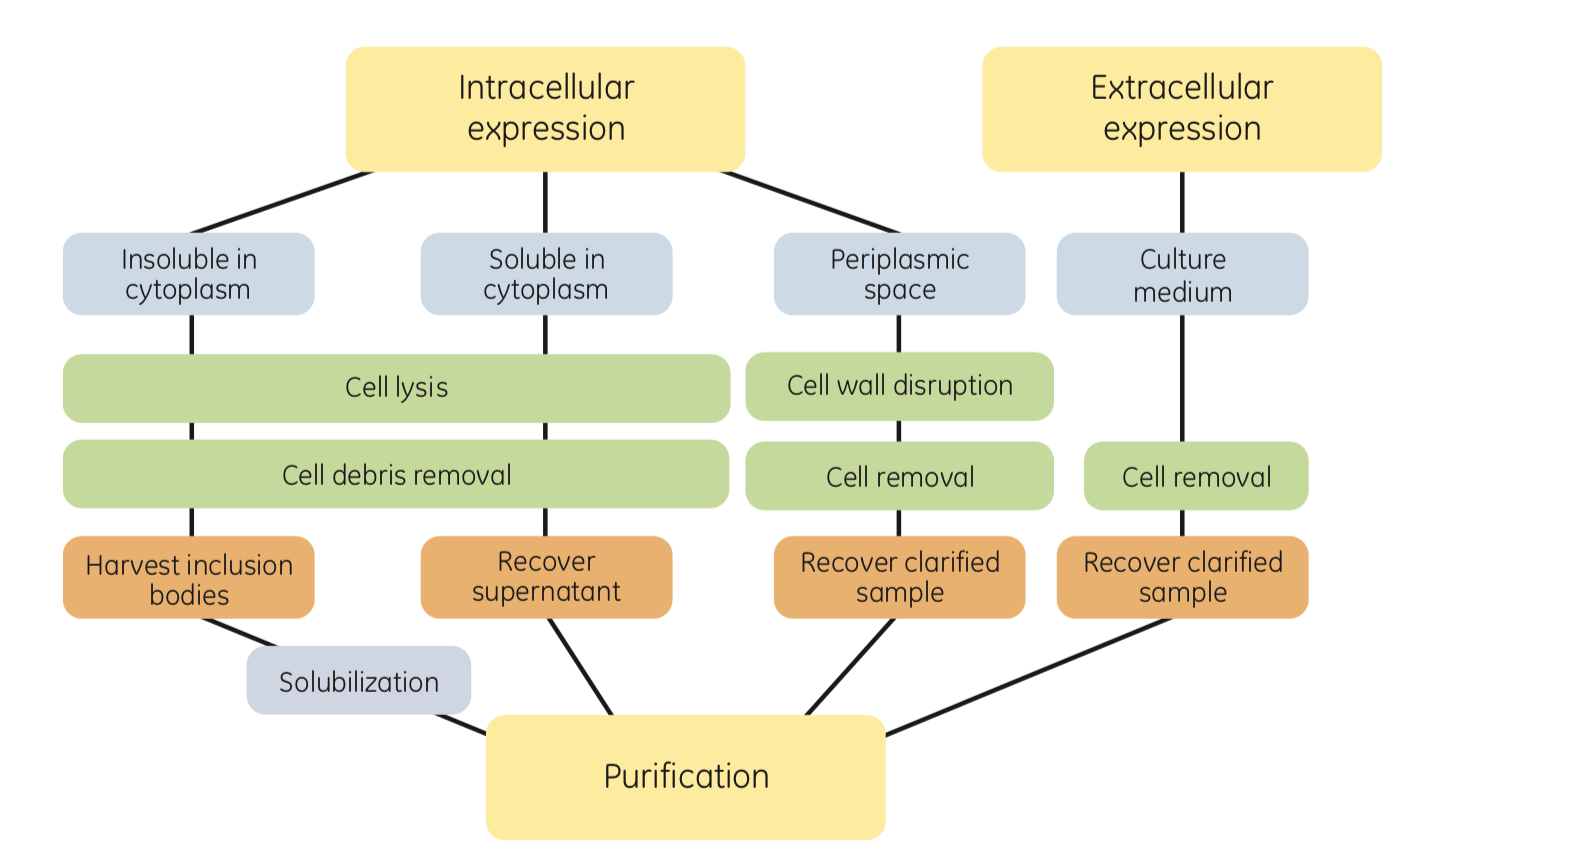 Intracellular
expression
Extracellular
expression
Insoluble in
cytoplasm
Soluble in
cytoplasm
Periplasmic
space
Culture
medium
Cell lysis
Cell wall disruption
Cell debris removal
Cell removal
Cell removal
Harvest inclusion
bodies
Recover
supernatant
Recover clarified
sample
Recover clarified
sample
Solubilization
Purification